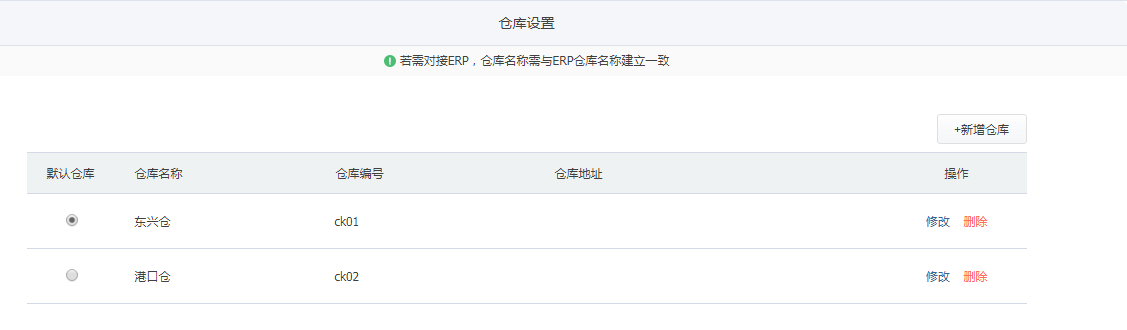 仓库设置
若需对接ERP，仓库名称需与ERP仓库名称建立一致
+新增仓库
默认仓库 仓库名称 仓库编号 仓库地址 操作
东兴仓 ck01 修改 删除
港口仓 ck02 修改 删除